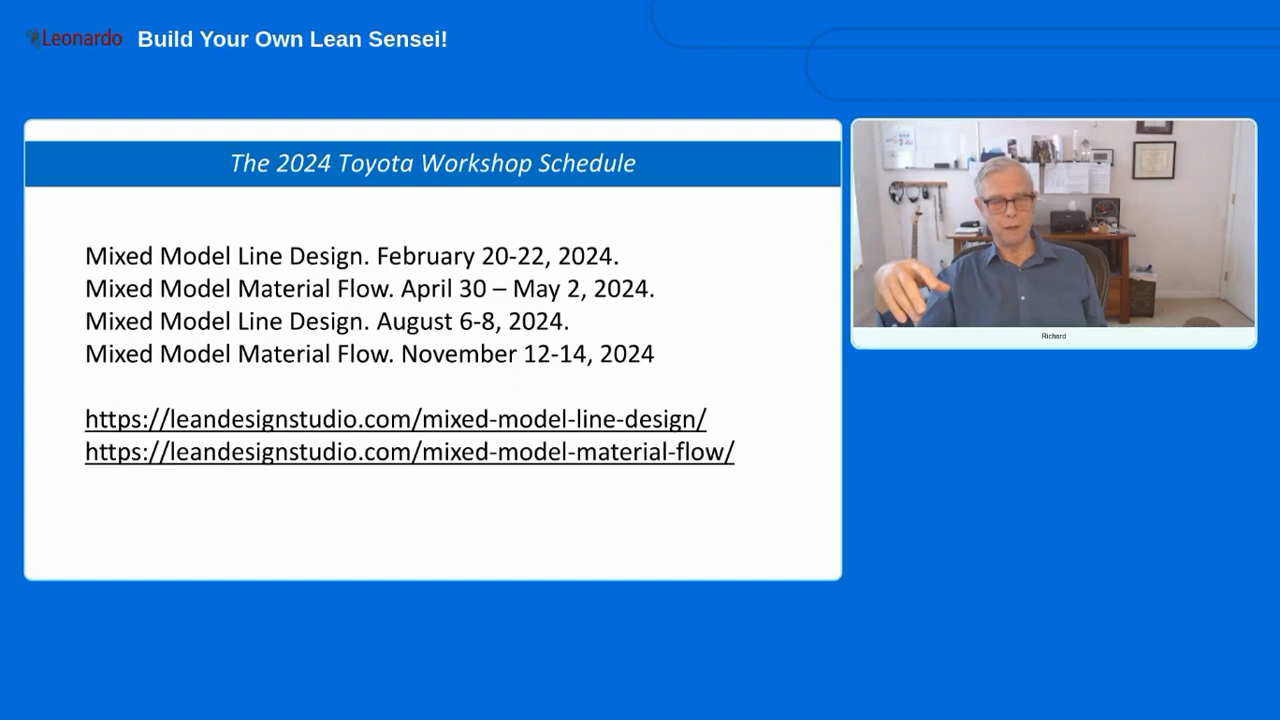 Leonardo
Build Your Own Lean Sensei!
The 2024 Toyota Workshop Schedule
Mixed Model Line Design. February 20-22, 2024.
Mixed Model Material Flow. April 30 – May 2, 2024.
Mixed Model Line Design. August 6-8, 2024.
Mixed Model Material Flow. November 12-14, 2024
https://leandesignstudio.com/mixed-model-line-design/
https://leandesignstudio.com/mixed-model-material-flow/
Richard